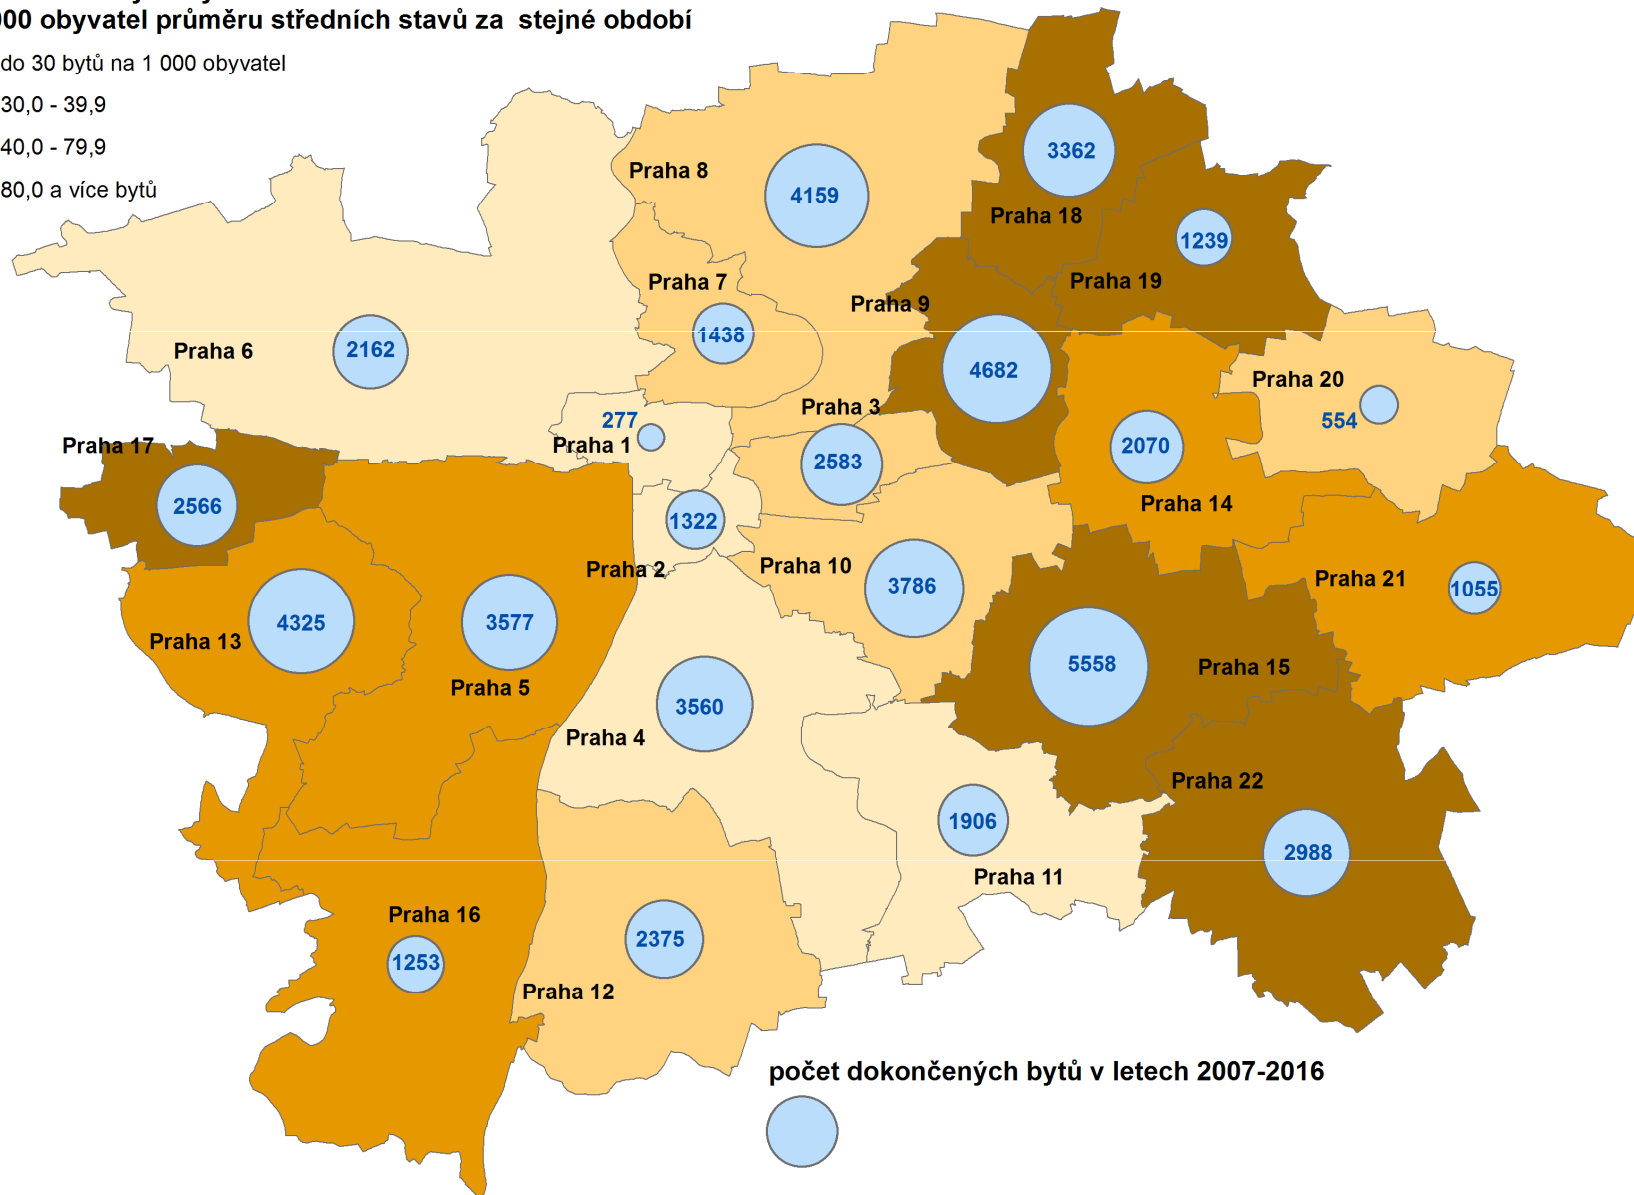 000 obyvatel průměru středních stavů za stejné období
do 30 bytů na 1 000 obyvatel
30,0 - 39,9
40,0 - 79,9
80,0 a více bytů
Praha 8
4159
3362
Praha 18
1239
Praha 19
Praha 7
1438
Praha 9
4682
Praha 6
2162
Praha 20
554
Praha 3
2583
277
Praha 1
2070
Praha 14
Praha 17
2566
1322
Praha 2
Praha 10
3786
Praha 21
1055
4325
Praha 13
3577
Praha 5
5558
Praha 15
3560
Praha 4
Praha 22
2988
1906
Praha 11
Praha 16
1253
2375
Praha 12
počet dokončených bytů v letech 2007-2016